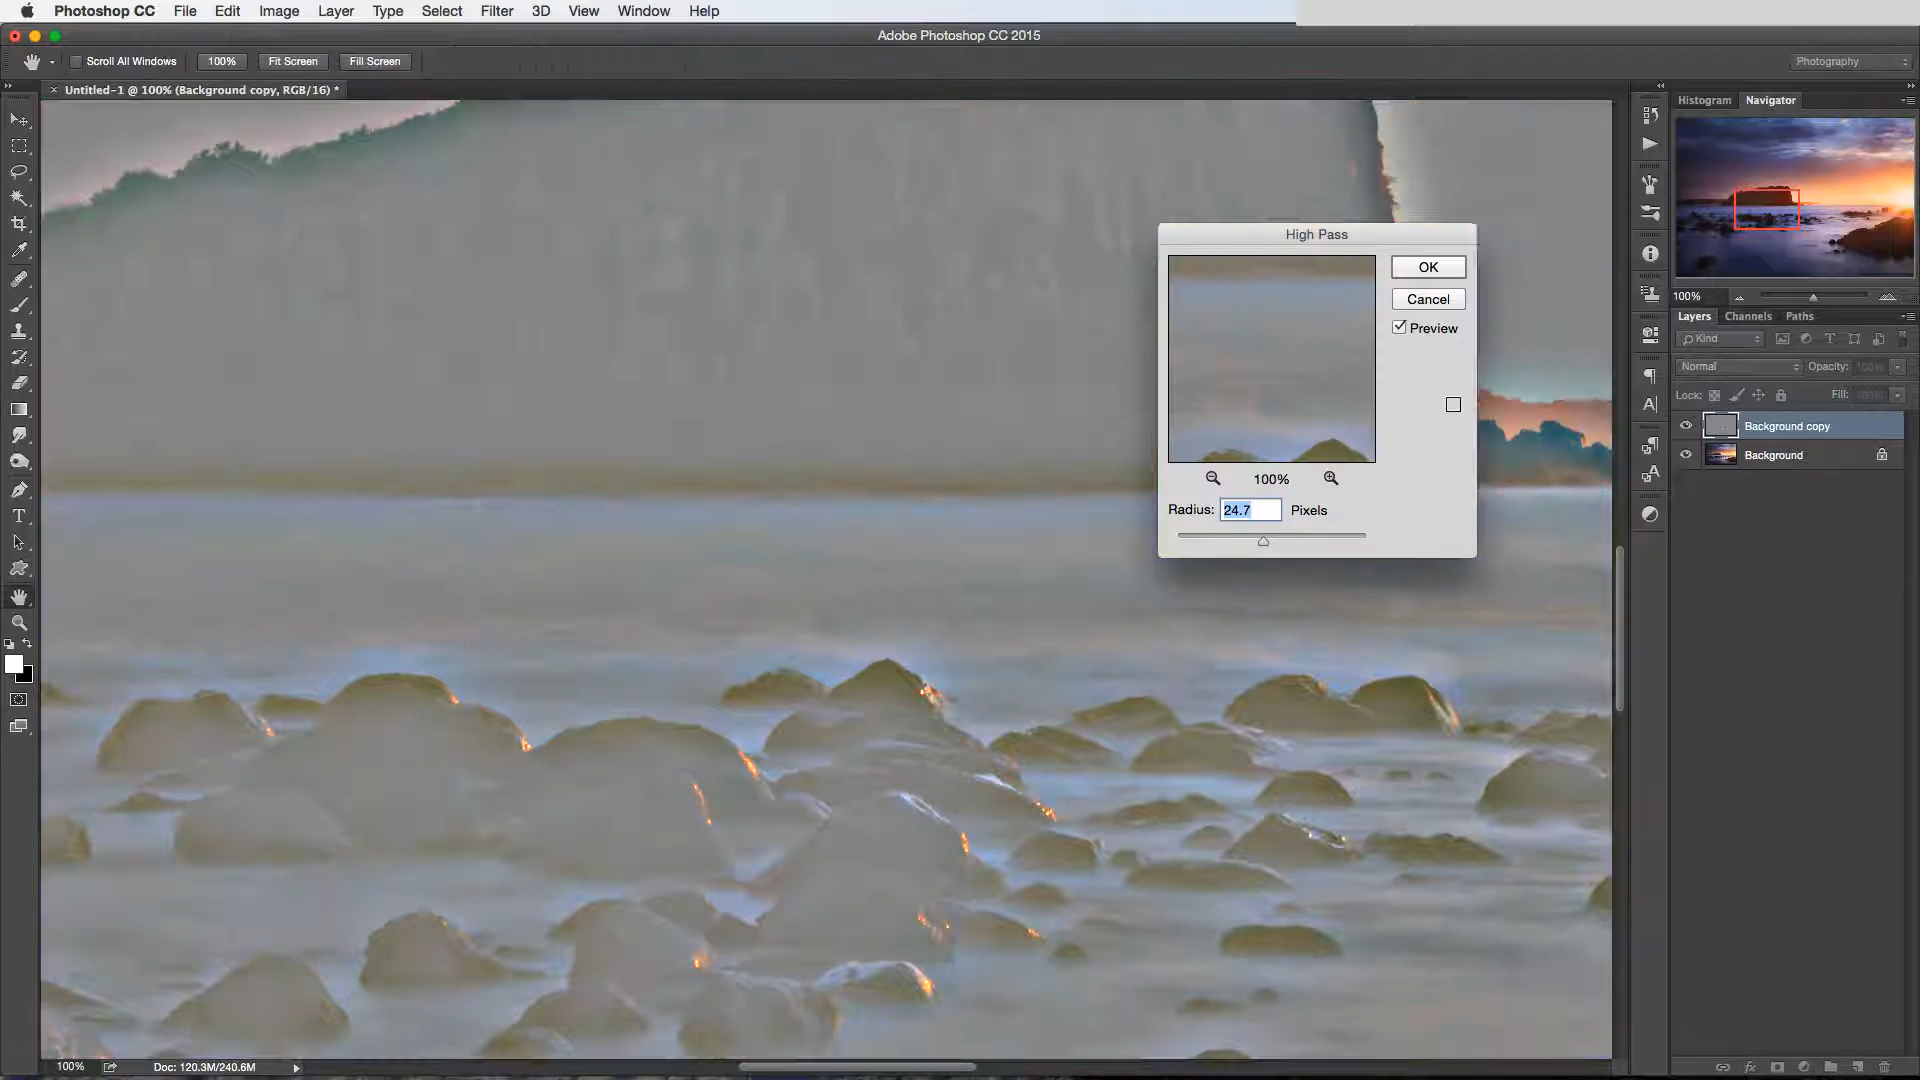 Photoshop CC File Edit Image Layer Type Select Filter 3D View Window Help
Adobe Photoshop CC 2015
Scroll All Windows 100% Fit Screen Fill Screen Photography
Untitled-1 @ 100% (Background copy, RGB/16) *
Histogram Navigator
High Pass
OK
Cancel
Preview
100%
Radius: 24.7 Pixels
100%
Layers Channels Paths
Kind
Normal Opacity: 100%
Lock: Fill: 100%
Background copy
Background
100% Doc: 120.3M/240.6M